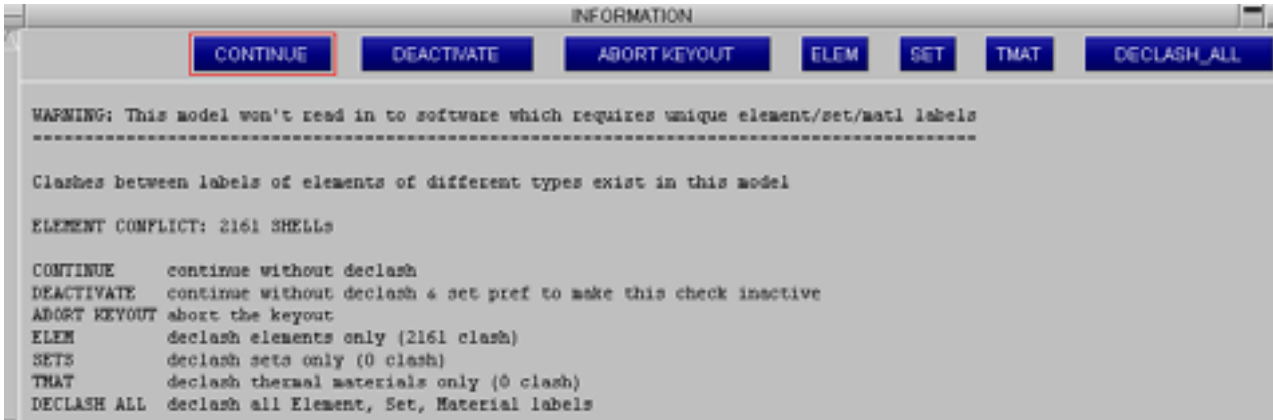 INFORMATION
CONTINUE DEACTIVATE ABORT KEYOUT ELEM SET TMAT DECLASH_ALL
WARNING: This model won't read in to software which requires unique element/set/matl labels
--------------------------------------------------------------------------------------------
Clashes between labels of elements of different types exist in this model
ELEMENT CONFLICT: 2161 SHELLs
CONTINUE continue without declash
DEACTIVATE continue without declash & set pref to make this check inactive
ABORT KEYOUT abort the keyout
ELEM declash elements only (2161 clash)
SETS declash sets only (0 clash)
TMAT declash thermal materials only (0 clash)
DECLASH ALL declash all Element, Set, Material labels